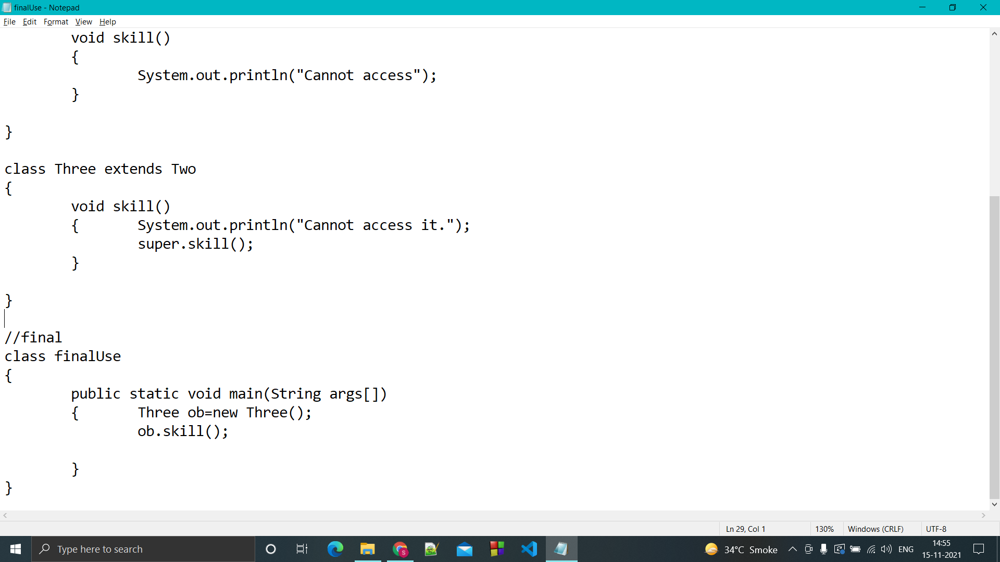 finalUse - Notepad
File Edit Format View Help
void skill()
{
System.out.println("Cannot access");
}
}
class Three extends Two
{
void skill()
{ System.out.println("Cannot access it.");
super.skill();
}
}
//final
class finalUse
{
public static void main(String args[])
{ Three ob=new Three();
ob.skill();
}
}
Ln 29, Col 1 130% Windows (CRLF) UTF-8
Type here to search
S
34°C Smoke
ENG
14:55
15-11-2021